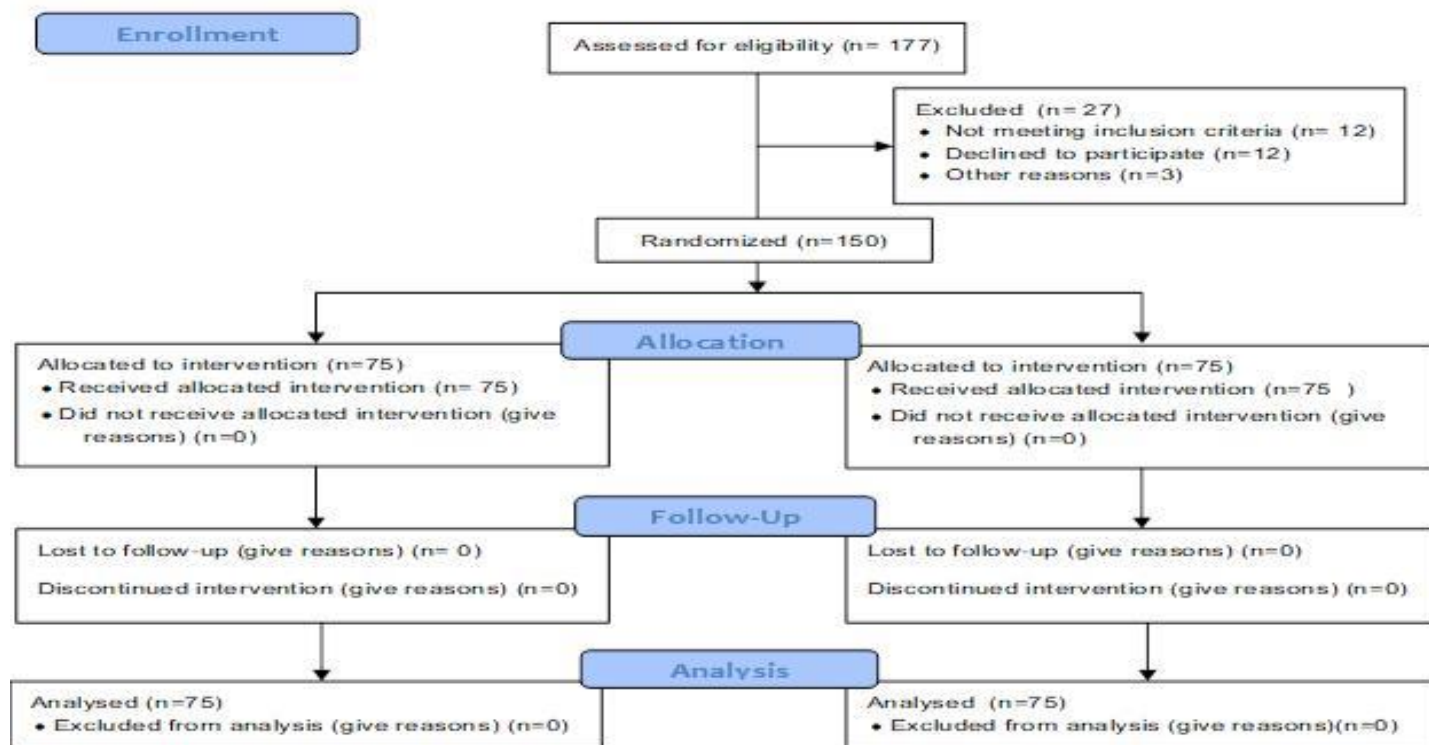 Enrollment
Assessed for eligibility (n= 177)
Excluded (n= 27)
• Not meeting inclusion criteria (n= 12)
• Declined to participate (n=12)
• Other reasons (n=3)
Randomized (n=150)
Allocation
Allocated to intervention (n=75)
• Received allocated intervention (n= 75)
• Did not receive allocated intervention (give
reasons) (n=0)
Allocated to intervention (n=75)
• Received allocated intervention (n=75 )
• Did not receive allocated intervention (give
reasons) (n=0)
Follow-Up
Lost to follow-up (give reasons) (n= 0)
Discontinued intervention (give reasons) (n=0)
Lost to follow-up (give reasons) (n=0)
Discontinued intervention (give reasons) (n=0)
Analysis
Analysed (n=75)
• Excluded from analysis (give reasons) (n=0)
Analysed (n=75)
• Excluded from analysis (give reasons)(n=0)